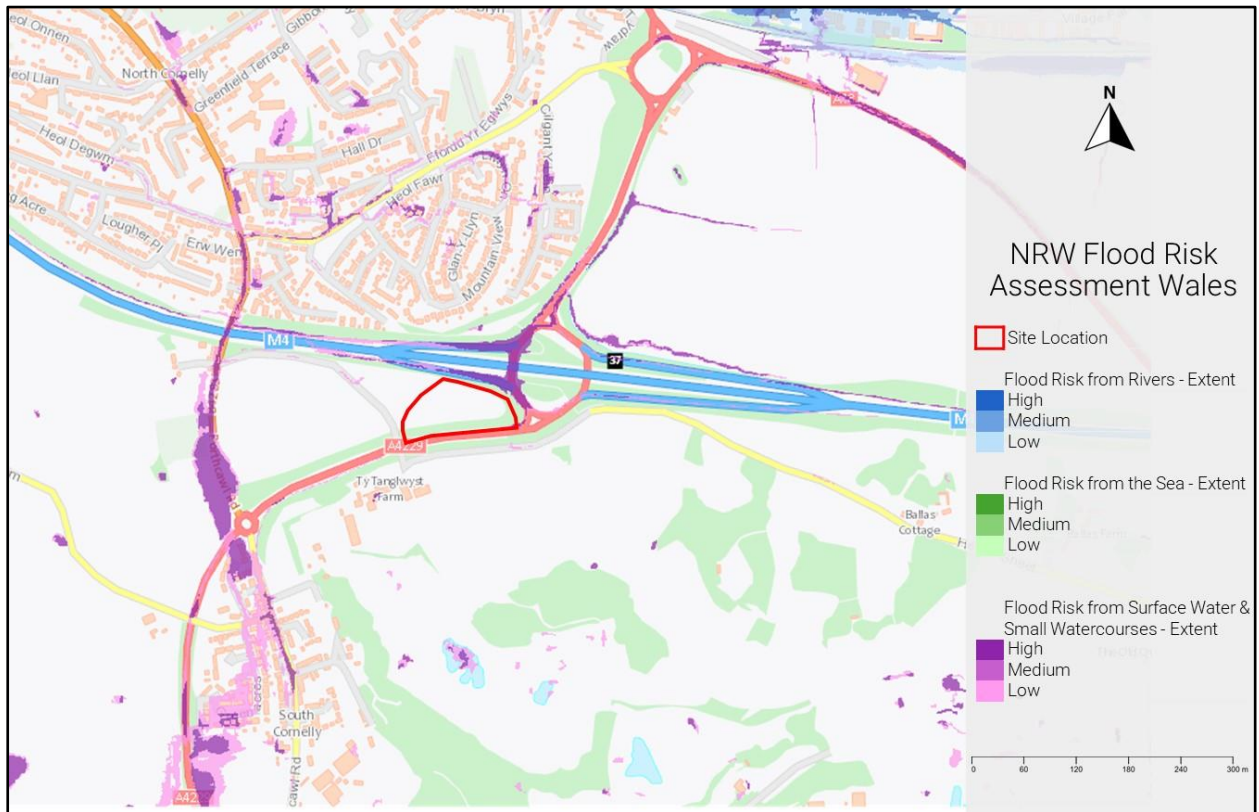 Heol Onnen
Gibbon
North Cornelly
Greenfield Terrace
Heol Llan
Heol Degwm
Hall Dr
Ffordd Yr Eglwys
Heol Fawr
Lougher Pl
Erw Wen
Glan-Y-Llyn
Mountain View
M4
37
A4229
Ty Tanglwyst
Farm
Ballas
Cottage
South
Cornelly
N
NRW Flood Risk
Assessment Wales
Site Location
Flood Risk from Rivers - Extent
High
Medium
Low
Flood Risk from the Sea - Extent
High
Medium
Low
Flood Risk from Surface Water &
Small Watercourses - Extent
High
Medium
Low
0 60 120 180 240 300 m